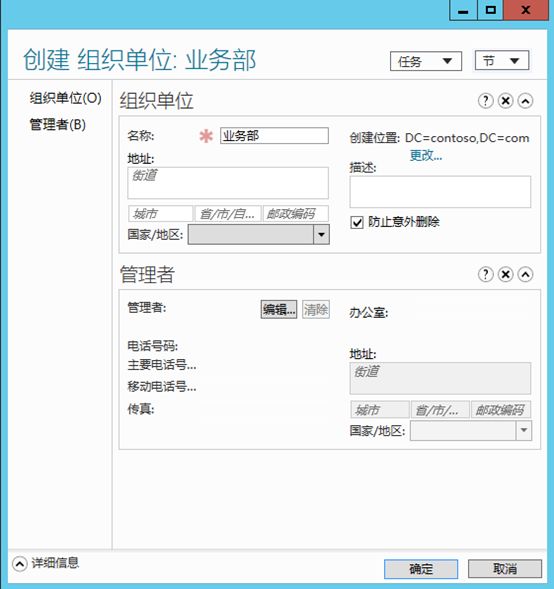 创建 组织单位: 业务部
任务
节
组织单位(O)
管理者(B)
组织单位
名称:
业务部
地址:
街道
城市
省/市/自...
邮政编码
国家/地区:
创建位置: DC=contoso,DC=com
更改...
描述:
防止意外删除
管理者
管理者:
编辑...
清除
电话号码:
主要电话号...
移动电话号...
传真:
办公室:
地址:
街道
城市
省/市/...
邮政编码
国家/地区:
详细信息
确定
取消